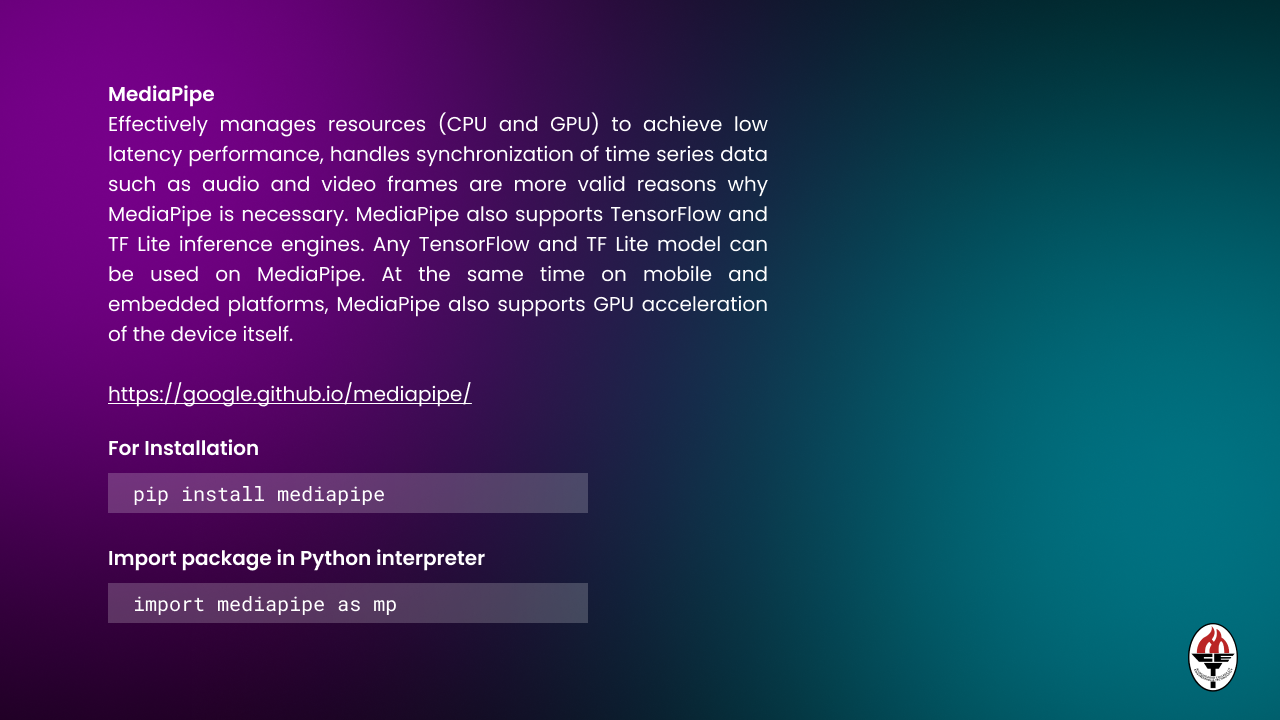 MediaPipe
Effectively manages resources (CPU and GPU) to achieve low
latency performance, handles synchronization of time series data
such as audio and video frames are more valid reasons why
MediaPipe is necessary. MediaPipe also supports TensorFlow and
TF Lite inference engines. Any TensorFlow and TF Lite model can
be used on MediaPipe. At the same time on mobile and
embedded platforms, MediaPipe also supports GPU acceleration
of the device itself.
https://google.github.io/mediapipe/
For Installation
pip install mediapipe
Import package in Python interpreter
import mediapipe as mp